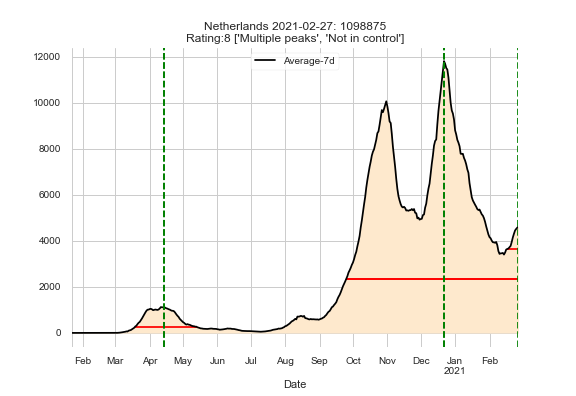 Netherlands 2021-02-27: 1098875
Rating:8 ['Multiple peaks', 'Not in control']
Average-7d
12000
10000
8000
6000
4000
2000
0
Feb Mar Apr May Jun Jul Aug Sep Oct Nov Dec Jan Feb
2021
Date